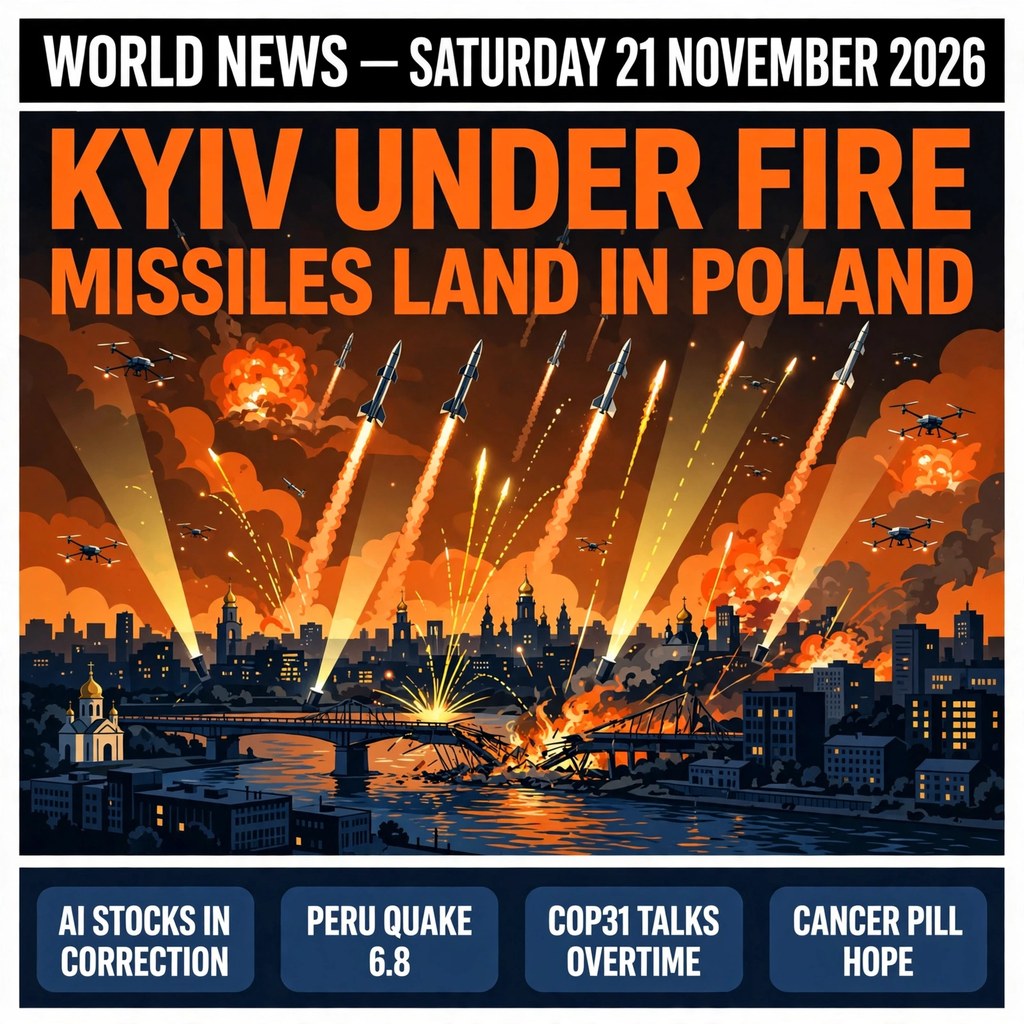 WORLD NEWS — SATURDAY 21 NOVEMBER 2026
KYIV UNDER FIRE
MISSILES LAND IN POLAND
AI STOCKS IN
CORRECTION
PERU QUAKE
6.8
COP31 TALKS
OVERTIME
CANCER PILL
HOPE